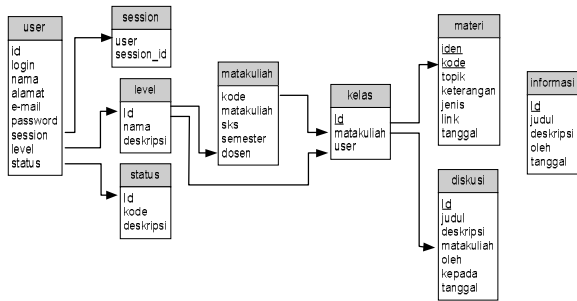 user
id
login
nama
alamat
e-mail
password
session
level
status
session
user
session_id
level
Id
nama
deskripsi
status
Id
kode
deskripsi
matakuliah
kode
matakuliah
sks
semester
dosen
kelas
Id
matakuliah
user
materi
iden
kode
topik
keterangan
jenis
link
tanggal
diskusi
Id
judul
deskripsi
matakuliah
oleh
kepada
tanggal
informasi
Id
judul
deskripsi
oleh
tanggal